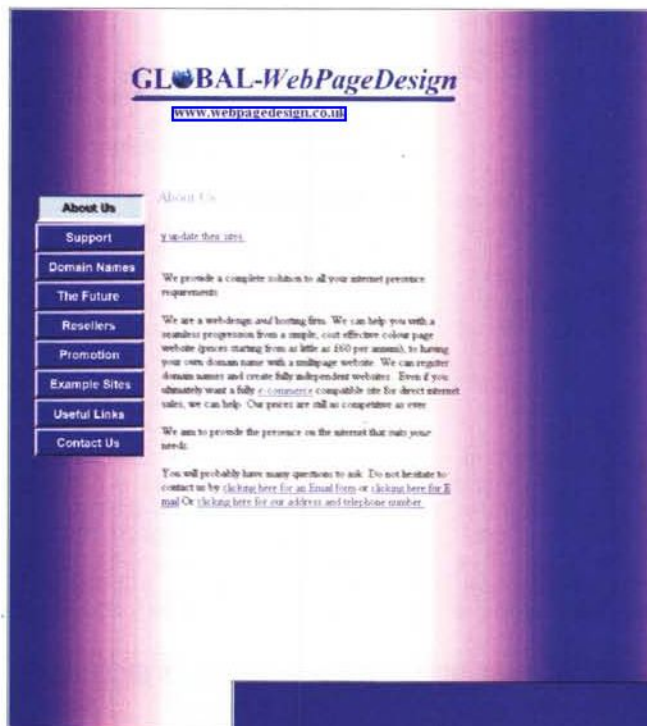 GLOBAL-WebPageDesign
www.webpagedesign.co.uk
About Us
Support
Domain Names
The Future
Resellers
Promotion
Example Sites
Useful Links
Contact Us
About Us
y up-date their sites.
We provide a complete solution to all your internet presence
requirements.
We are a webdesign and hosting firm. We can help you with a
seamless progression from a simple, cost effective colour page
website (prices starting from as little as £60 per annum), to having
your own domain name with a multipage website. We can register
domain names and create fully independent websites. Even if you
ultimately want a fully e-commerce compatible site for direct internet
sales, we can help. Our prices are still as competitive as ever.
We aim to provide the presence on the internet that suits your
needs.
You will probably have many questions to ask. Do not hesitate to
contact us by clicking here for an Email form or clicking here for E
mail Or clicking here for our address and telephone number.